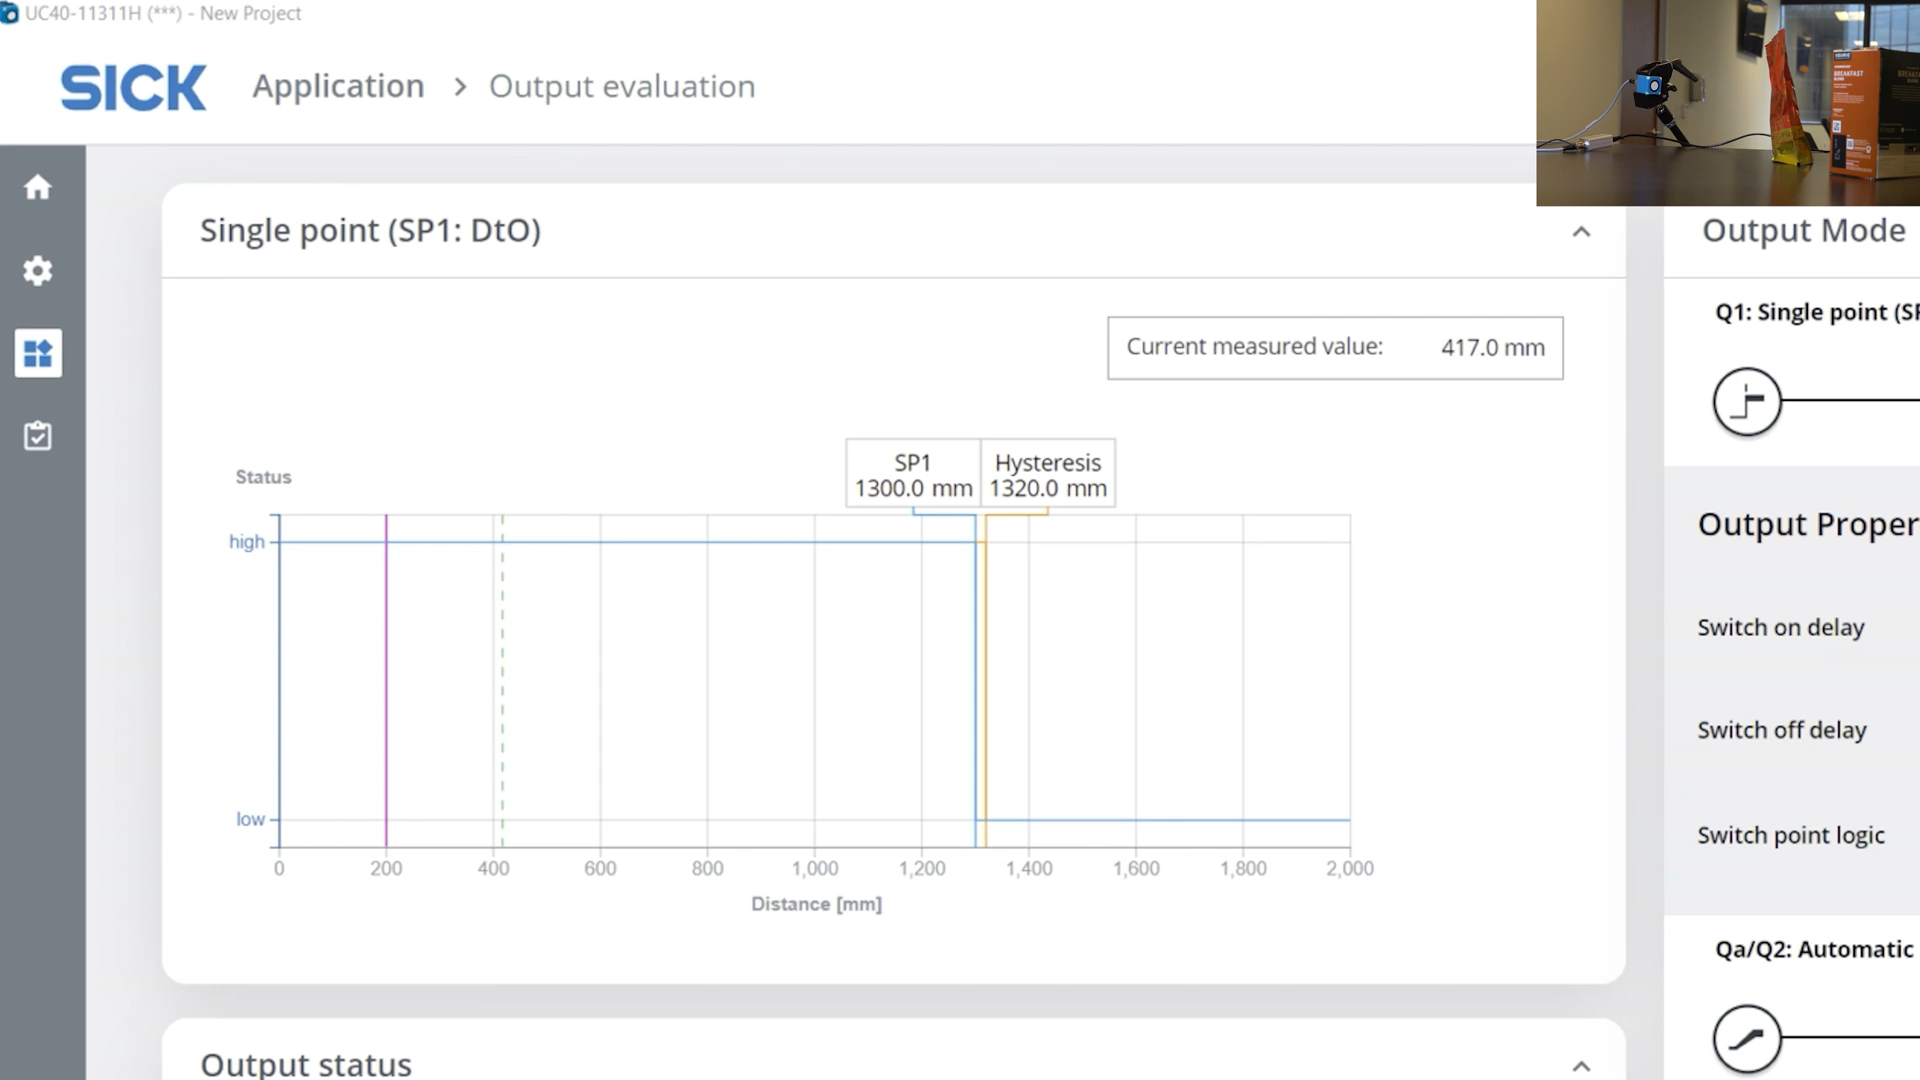 UC40-11311H (***) - New Project
SICK
Application > Output evaluation
Single point (SP1: DtO)
Current measured value: 417.0 mm
SP1
1300.0 mm
Hysteresis
1320.0 mm
Status
high
low
0 200 400 600 800 1,000 1,200 1,400 1,600 1,800 2,000
Distance [mm]
Output status
Output Mode
Q1: Single point (SP
Output Proper
Switch on delay
Switch off delay
Switch point logic
Qa/Q2: Automatic
BREAKFAST